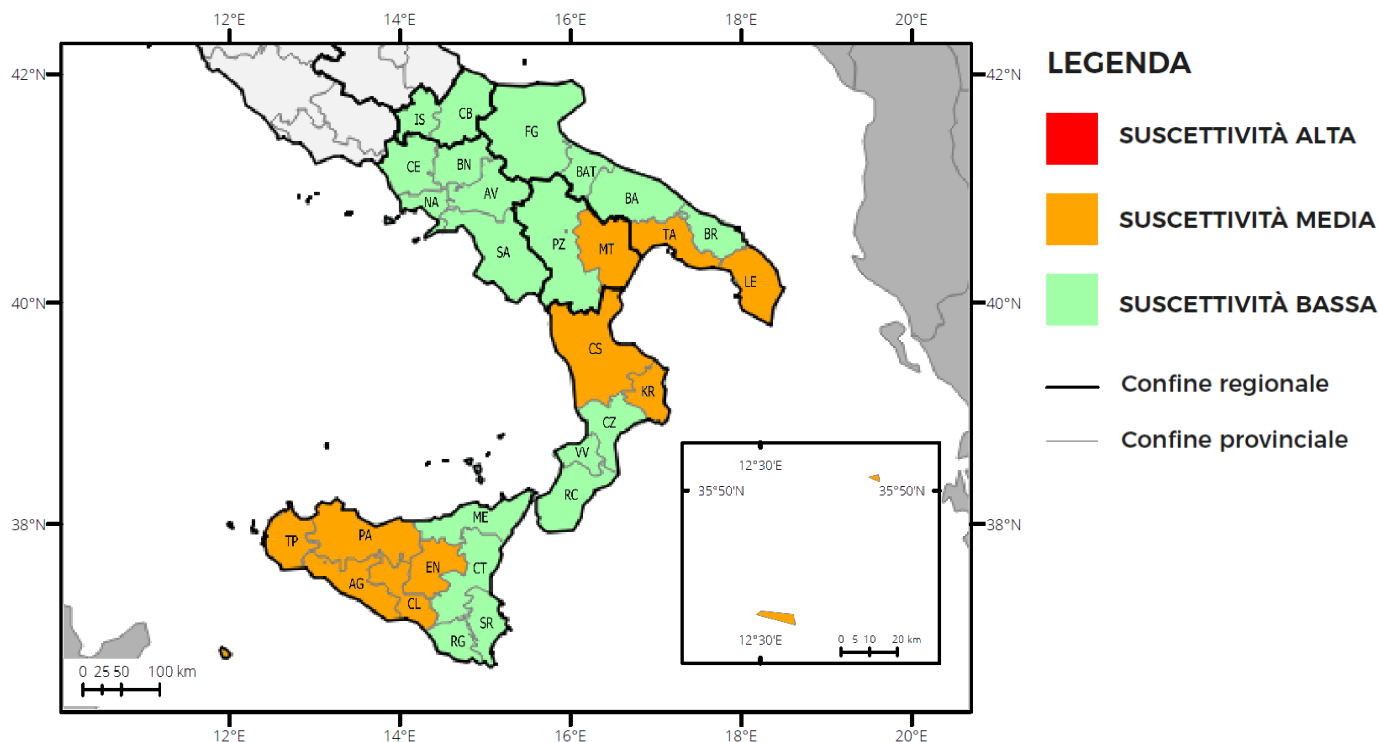 12°E 14°E 16°E 18°E 20°E
42°N 42°N
40°N 40°N
38°N 38°N
IS CB FG
CE BN BAT
NA AV BA
SA PZ MT TA BR
LE
CS
KR
CZ
VV
RC
ME
TP PA
EN CT
AG
CL
SR
RG
0 25 50 100 km
12°30'E
35°50'N 35°50'N
12°30'E
0 5 10 20 km
12°E 14°E 16°E 18°E 20°E
LEGENDA
SUSCETTIVITÀ ALTA
SUSCETTIVITÀ MEDIA
SUSCETTIVITÀ BASSA
Confine regionale
Confine provinciale